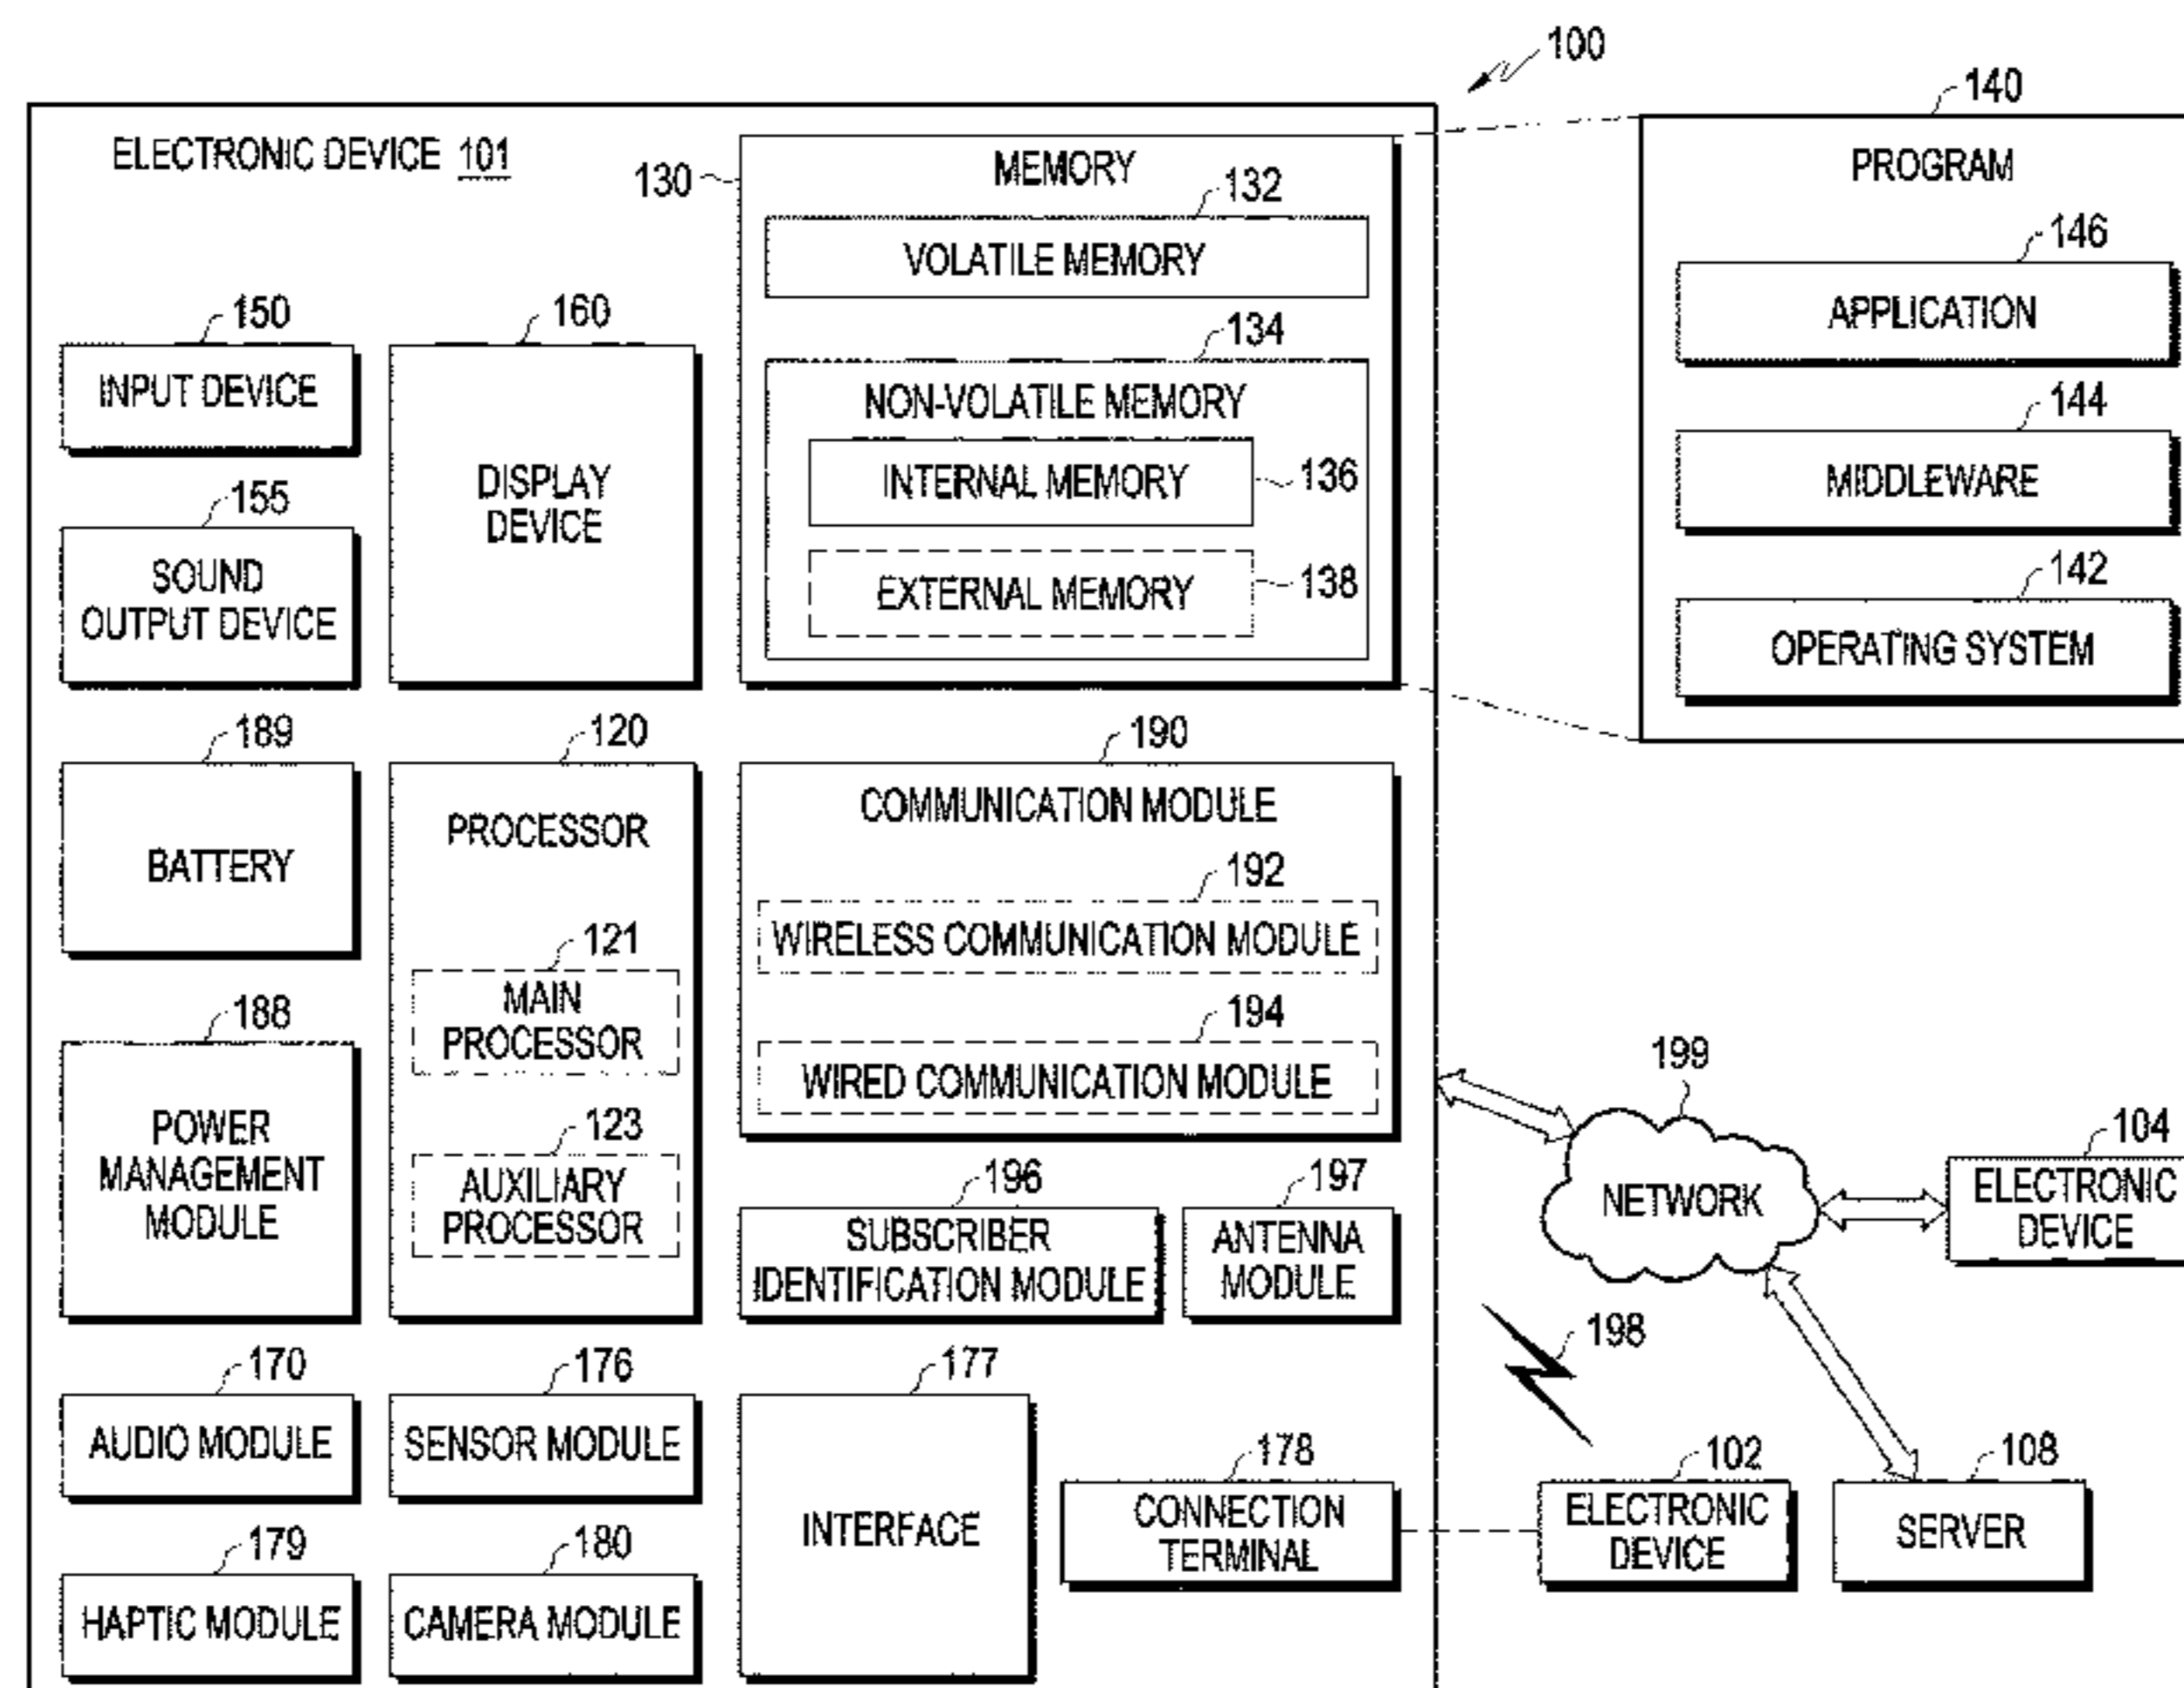 100
ELECTRONIC DEVICE 101
130
MEMORY
132
VOLATILE MEMORY
134
NON-VOLATILE MEMORY
INTERNAL MEMORY
136
EXTERNAL MEMORY
138
140
PROGRAM
146
APPLICATION
144
MIDDLEWARE
142
OPERATING SYSTEM
150
INPUT DEVICE
155
SOUND
OUTPUT DEVICE
160
DISPLAY
DEVICE
189
BATTERY
120
PROCESSOR
121
MAIN
PROCESSOR
123
AUXILIARY
PROCESSOR
188
POWER
MANAGEMENT
MODULE
190
COMMUNICATION MODULE
192
WIRELESS COMMUNICATION MODULE
194
WIRED COMMUNICATION MODULE
196
SUBSCRIBER
IDENTIFICATION MODULE
197
ANTENNA
MODULE
199
NETWORK
104
ELECTRONIC
DEVICE
198
170
AUDIO MODULE
176
SENSOR MODULE
177
INTERFACE
178
CONNECTION
TERMINAL
102
ELECTRONIC
DEVICE
108
SERVER
179
HAPTIC MODULE
180
CAMERA MODULE